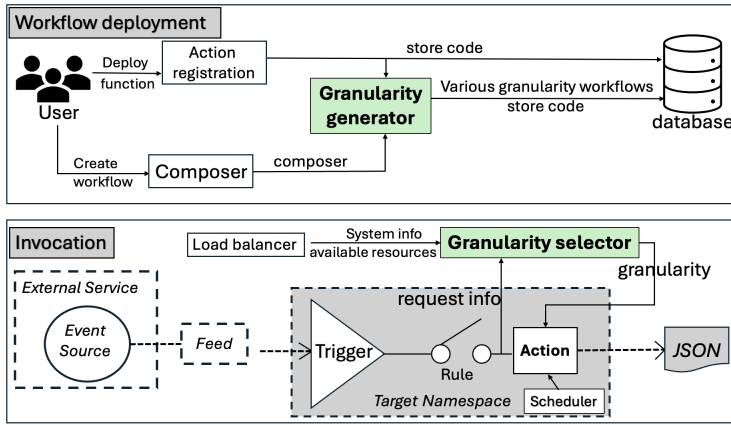 Workflow deployment
User
Deploy
function
Action
registration
store code
Granularity
generator
Various granularity workflows
store code
database
Create
workflow
Composer
composer
Invocation
Load balancer
System info
available resources
Granularity selector
granularity
External Service
Event
Source
Feed
request info
Trigger
Rule
Action
Target Namespace
Scheduler
JSON